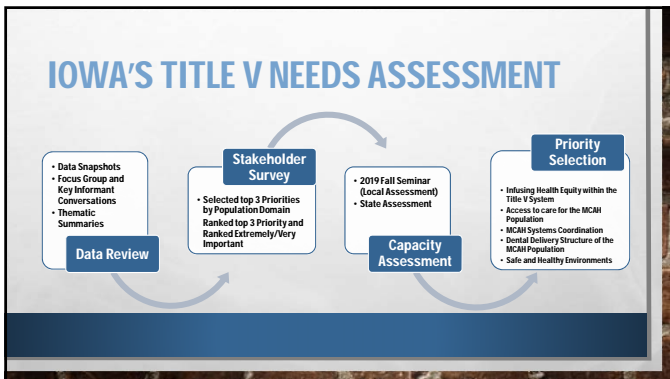 IOWA'S TITLE V NEEDS ASSESSMENT
• Data Snapshots
• Focus Group and
Key Informant
Conversations
• Thematic
Summaries
Data Review
Stakeholder
Survey
• Selected top 3 Priorities
by Population Domain
Ranked top 3 Priority and
Ranked Extremely/Very
Important
• 2019 Fall Seminar
(Local Assessment)
• State Assessment
Capacity
Assessment
Priority
Selection
• Infusing Health Equity within the
Title V System
• Access to care for the MCAH
Population
• MCAH Systems Coordination
• Dental Delivery Structure of the
MCAH Population
• Safe and Healthy Environments